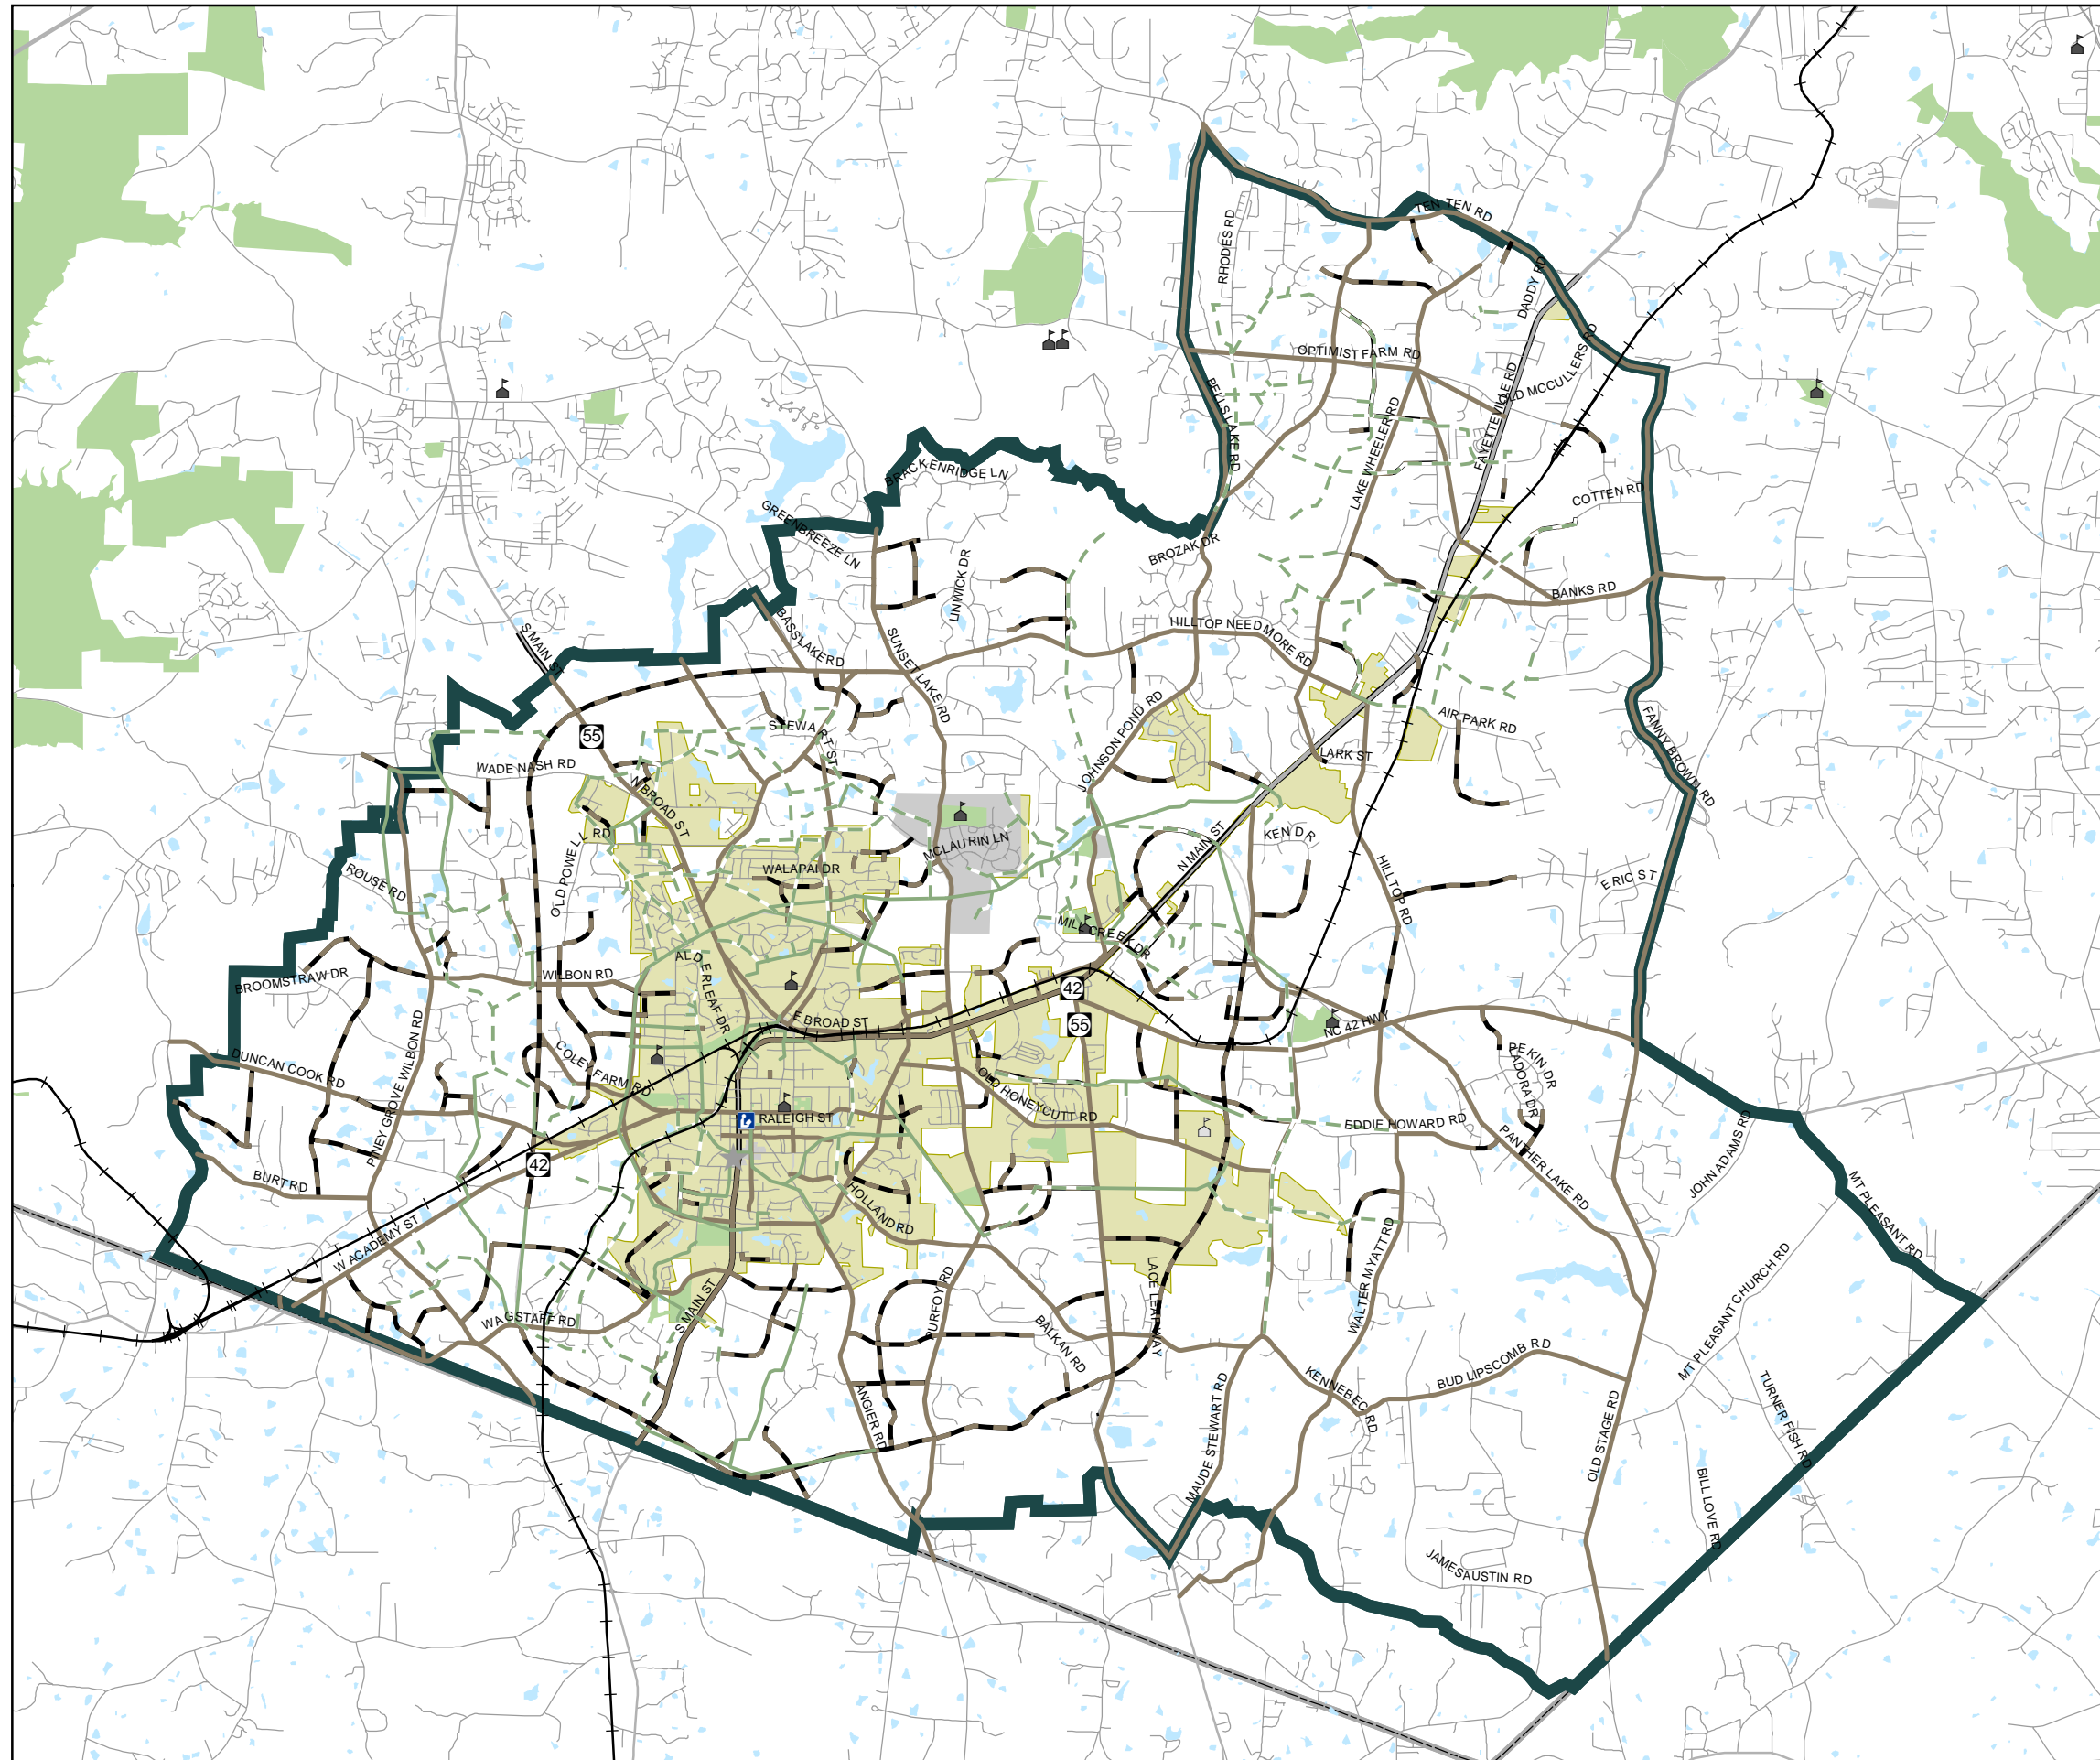 TEN TEN RD
RHODES RD
DADDY RD
OPTIMIST FARM RD
OLD MCCULLERS RD
FAYETTEVILLE RD
BELLS LAKE RD
LAKE WHEELER RD
BRACKENRIDGE LN
COTTEN RD
GREENBREEZE LN
BROZAK DR
LINWICK DR
BANKS RD
S MAIN ST
BASS LAKE RD
SUNSET LAKE RD
HILLTOP NEEDMORE RD
JOHNSON POND RD
AIR PARK RD
FANNY BROWN RD
55
STEWART ST
LARK ST
WADE NASH RD
N BROAD ST
OLD POWELL RD
MCLAURIN LN
N MAIN ST
KEN DR
WALAPAI DR
ROUSE RD
HILLTOP RD
ERIC ST
MILL CREEK DR
ALDERLEAF DR
BROOMSTRAW DR
WILBON RD
42
E BROAD ST
55
NC 42 HWY
DUNCAN COOK RD
COLEY FARM RD
PINEY GROVE WILBON RD
PEKIN DR
LADORA DR
OLD HONEYCUTT RD
RALEIGH ST
EDDIE HOWARD RD
PANTHER LAKE RD
JOHN ADAMS RD
42
BURT RD
HOLLAND RD
MT PLEASANT RD
W ACADEMY ST
WALTER MYATT RD
MT PLEASANT CHURCH RD
LACE LEAF WAY
WAGSTAFF RD
S MAIN ST
PURFOY RD
BALKAN RD
BUD LIPSCOMB RD
KENNEBEC RD
TURNER FISH RD
ANGIER RD
MAUDE STEWART RD
OLD STAGE RD
BILL LOVE RD
JAMES AUSTIN RD